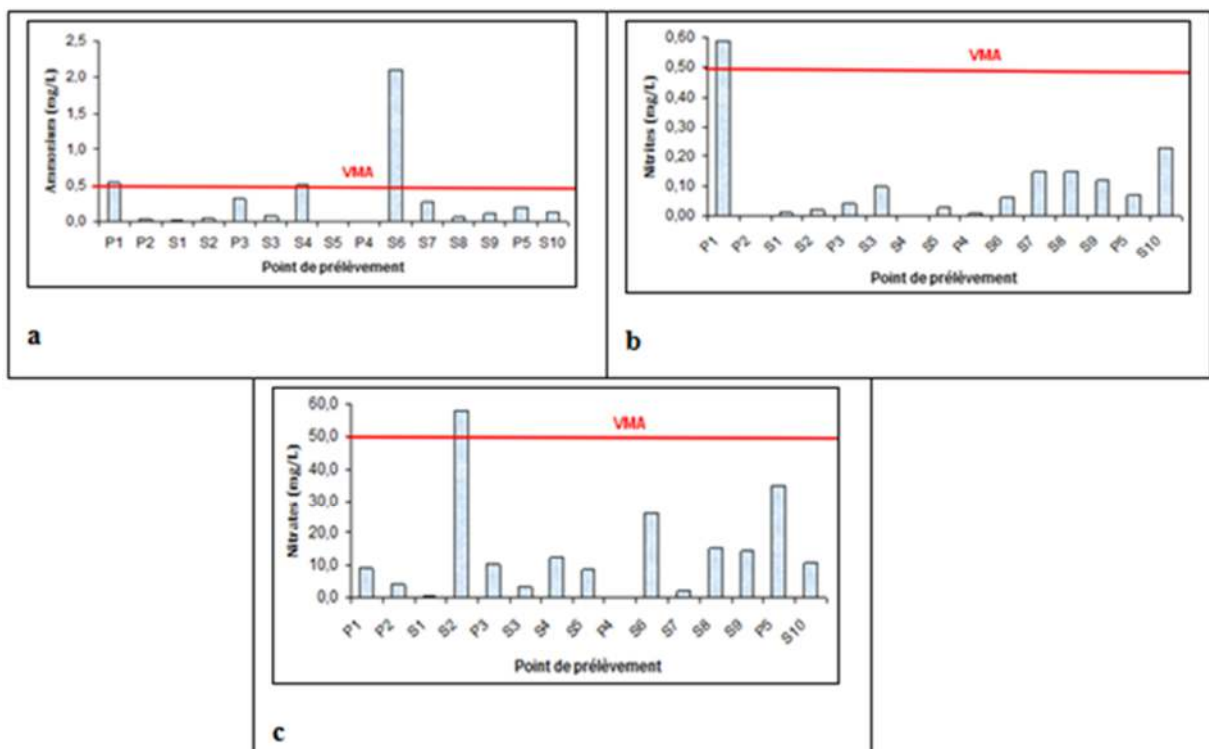 2,5
2,0
1,5
1,0
0,5
0,0
Ammonium (mg/L)
VMA
P1 P2 S1 S2 P3 S3 S4 S5 P4 S6 S7 S8 S9 P5 S10
Point de prélèvement
a
0,60
0,50
0,40
0,30
0,20
0,10
0,00
Nitrites (mg/L)
VMA
P1 P2 S1 S2 P3 S3 S4 S5 P4 S6 S7 S8 S9 P5 S10
Point de prélèvement
b
60,0
50,0
40,0
30,0
20,0
10,0
0,0
Nitrates (mg/L)
VMA
P1 P2 S1 S2 P3 S3 S4 S5 P4 S6 S7 S8 S9 P5 S10
Point de prélèvement
c